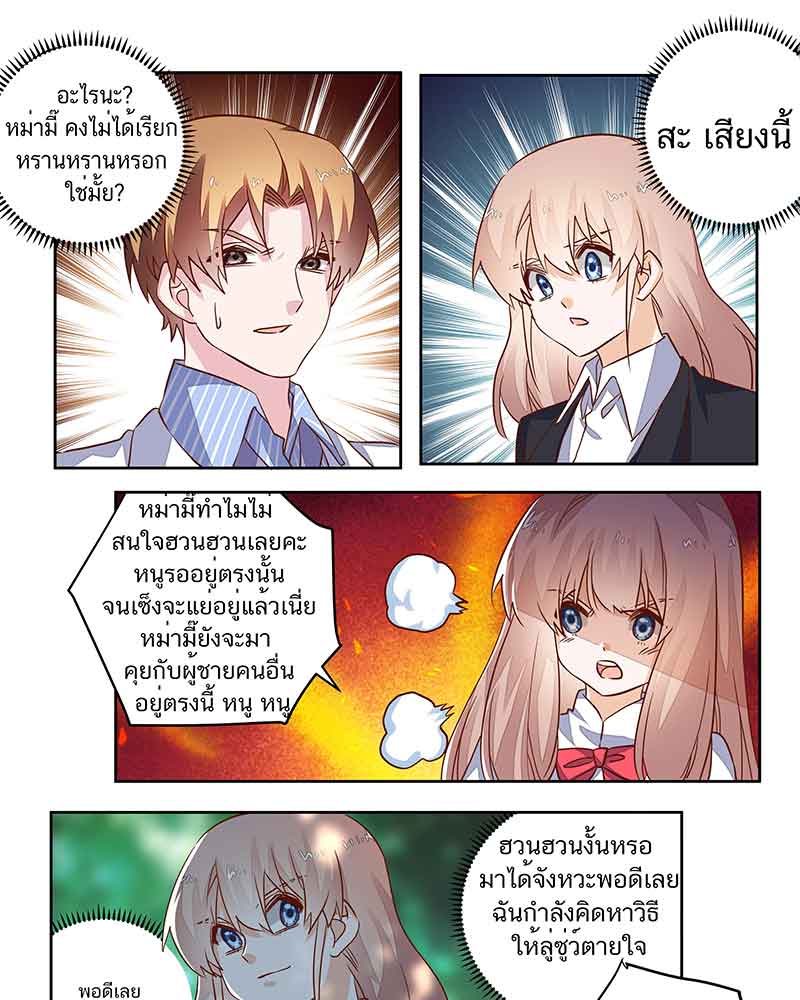 อะไรนะ?
หม่ามี๊ คงไม่ได้เรียก
หรานหรานหรอก
ใช่มั้ย?
สะ เสียงนี้
หม่ามี๊ทำไมไม่
สนใจฮวนฮวนเลยคะ
หนูรออยู่ตรงนั้น
จนเซ็งจะแย่อยู่แล้วเนี่ย
หม่ามี๊ยังจะมา
คุยกับผู้ชายคนอื่น
อยู่ตรงนี้ หนู หนู
ฮวนฮวนงั้นหรอ
มาได้จังหวะพอดีเลย
ฉันกำลังคิดหาวิธี
ให้ลู่ซู่ว์ตายใจ
พอดีเลย